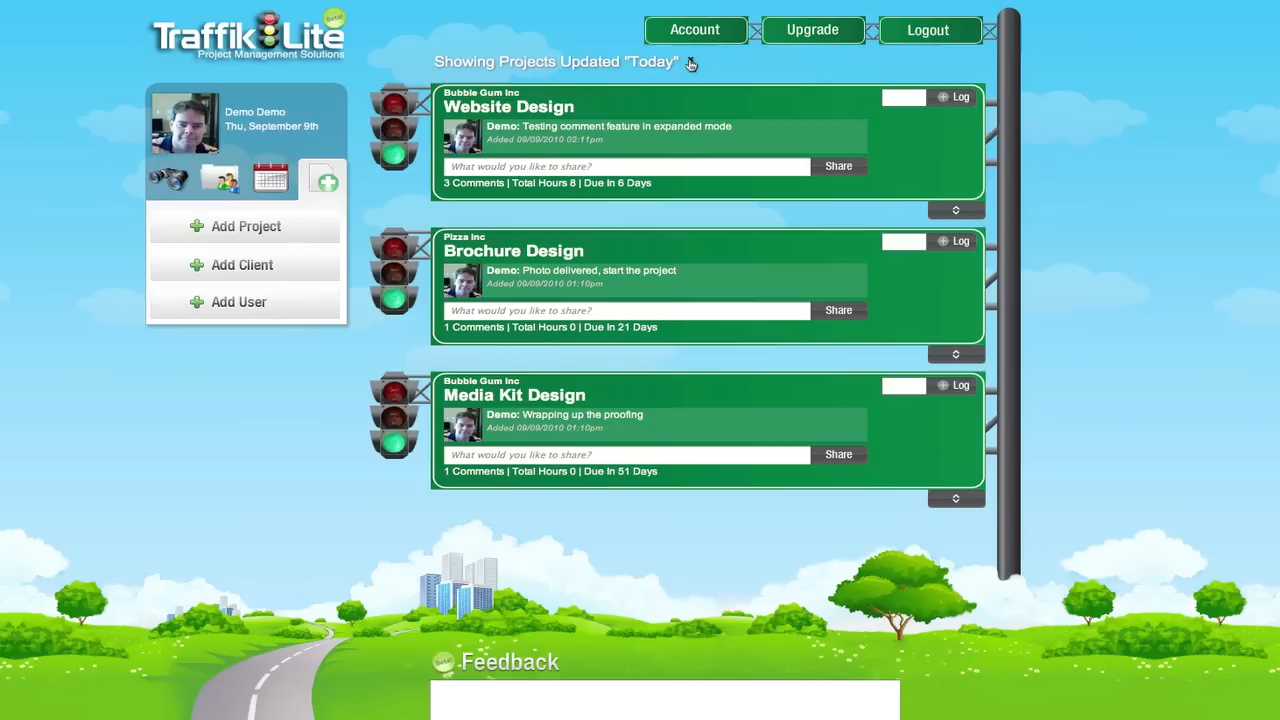 Traffik Lite
Beta!
Project Management Solutions
Account
Upgrade
Logout
Showing Projects Updated "Today"
Demo Demo
Thu, September 9th
Add Project
Add Client
Add User
Bubble Gum Inc
Website Design
Log
Demo: Testing comment feature in expanded mode
Added 09/09/2010 02:11pm
What would you like to share?
Share
3 Comments | Total Hours 8 | Due In 6 Days
Pizza Inc
Brochure Design
Log
Demo: Photo delivered, start the project
Added 09/09/2010 01:10pm
What would you like to share?
Share
1 Comments | Total Hours 0 | Due In 21 Days
Bubble Gum Inc
Media Kit Design
Log
Demo: Wrapping up the proofing
Added 09/09/2010 01:10pm
What would you like to share?
Share
1 Comments | Total Hours 0 | Due In 51 Days
Beta!
Feedback